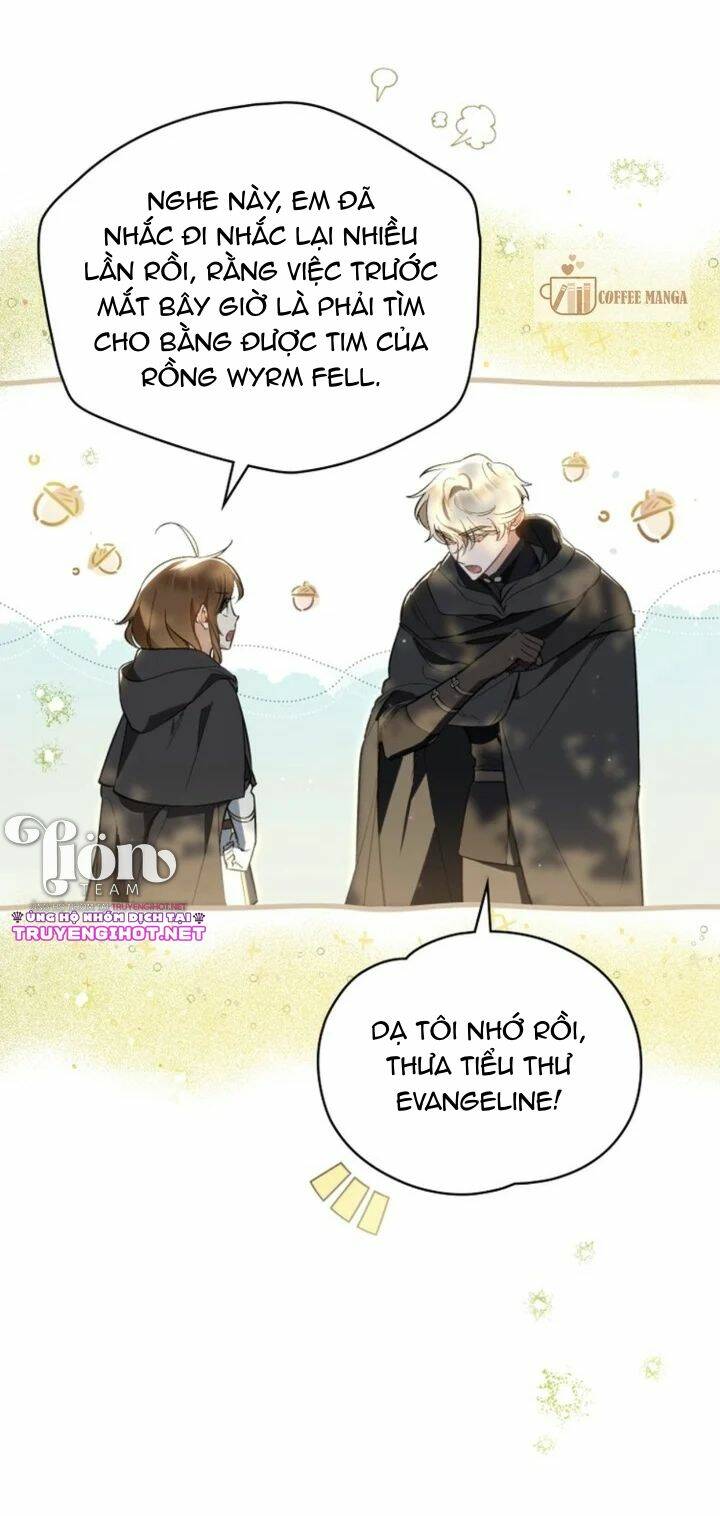 NGHE NÀY, EM ĐÃ
NHẮC ĐI NHẮC LẠI NHIỀU
LẦN RỒI, RẰNG VIỆC TRƯỚC
MẮT BÂY GIỜ LÀ PHẢI TÌM
CHO BẰNG ĐƯỢC TIM CỦA
RỒNG WYRM FELL.
COFFEE MANGA
TEAM
ỦNG HỘ NHÓM DỊCH TẠI
TRUYENGIHOT.NET
DẠ TÔI NHỚ RỒI,
THƯA TIỂU THƯ
EVANGELINE!